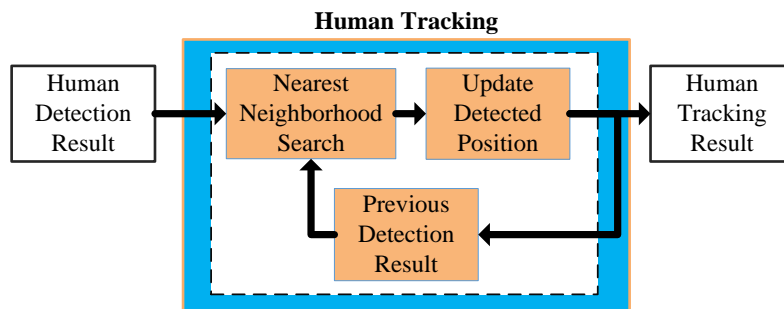 Human Tracking
Human
Detection
Result
Nearest
Neighborhood
Search
Update
Detected
Position
Human
Tracking
Result
Previous
Detection
Result